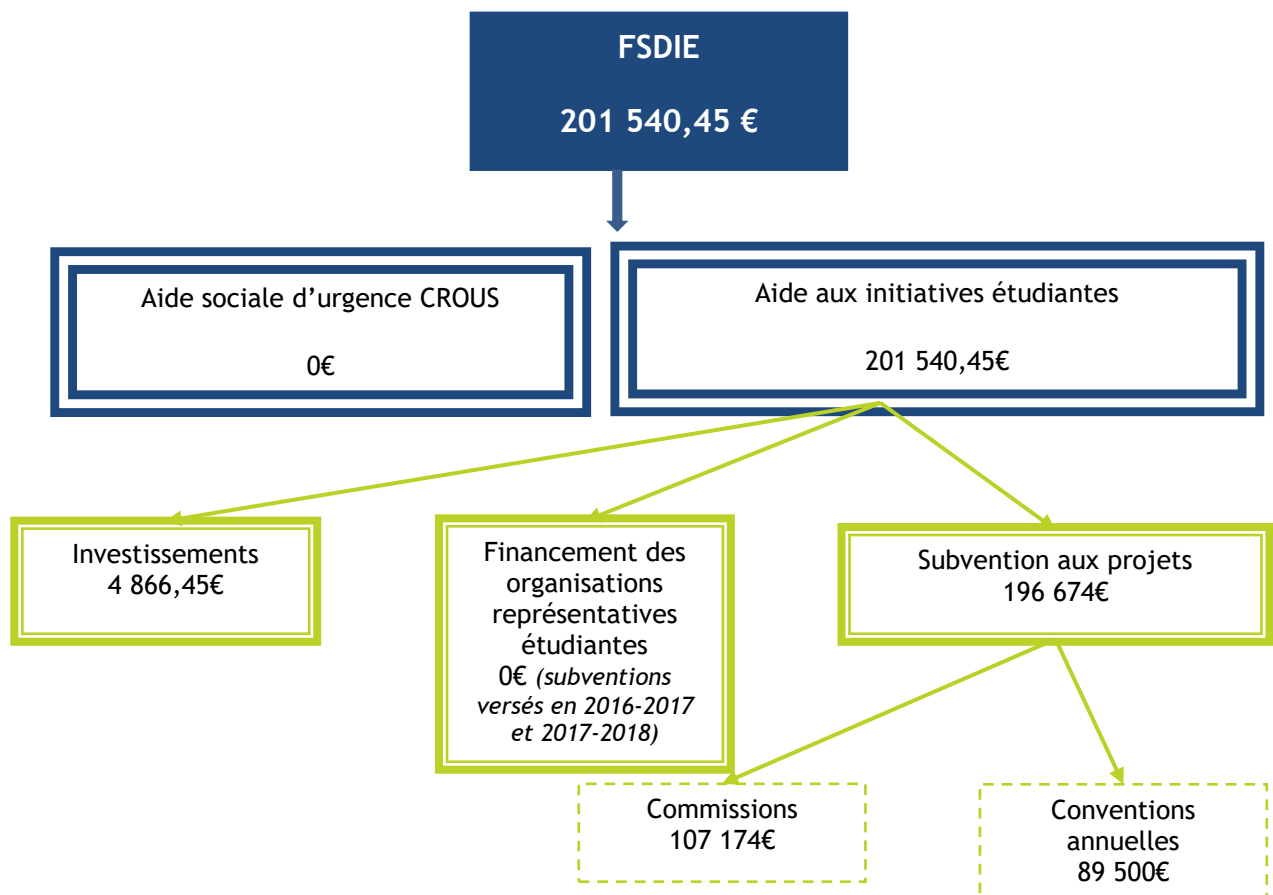 FSDIE
201 540,45 €
Aide sociale d’urgence CROUS
0€
Aide aux initiatives étudiantes
201 540,45€
Investissements
4 866,45€
Financement des
organisations
représentatives
étudiantes
0€ (subventions
versés en 2016-2017
et 2017-2018)
Subvention aux projets
196 674€
Commissions
107 174€
Conventions
annuelles
89 500€